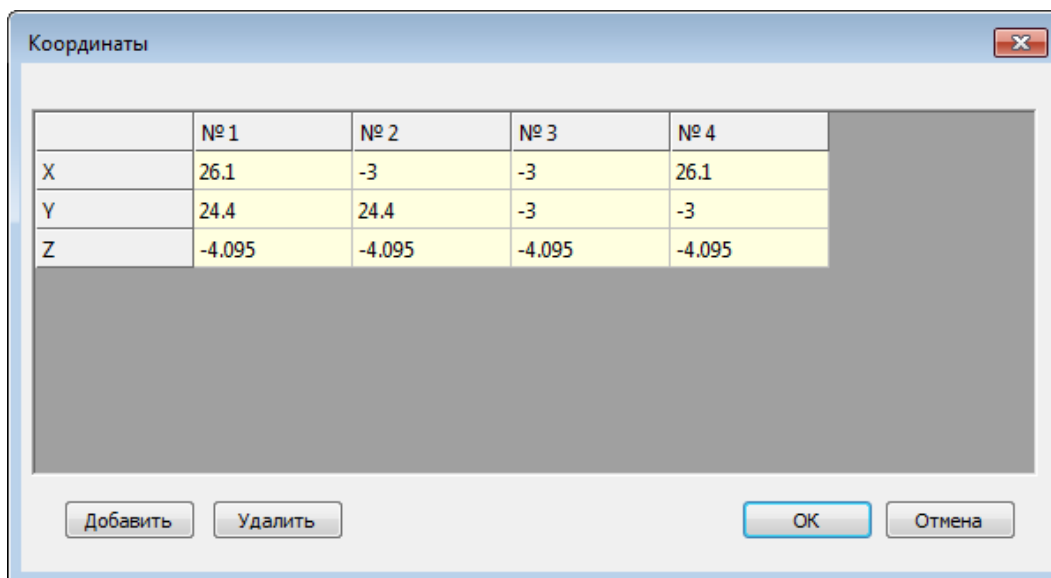 Координаты
№ 1 № 2 № 3 № 4
X 26.1 -3 -3 26.1
Y 24.4 24.4 -3 -3
Z -4.095 -4.095 -4.095 -4.095
Добавить Удалить OK Отмена